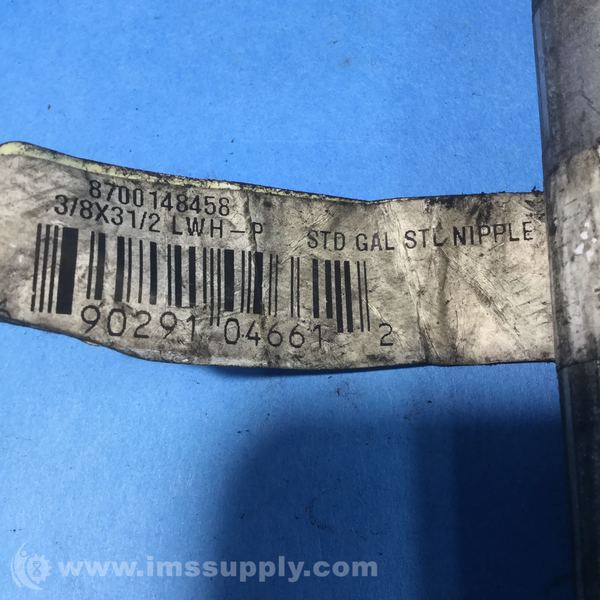 8700148458
3/8X31/2 LWH-P STD GAL STL NIPPLE
90291 04661 2
www.imssupply.com